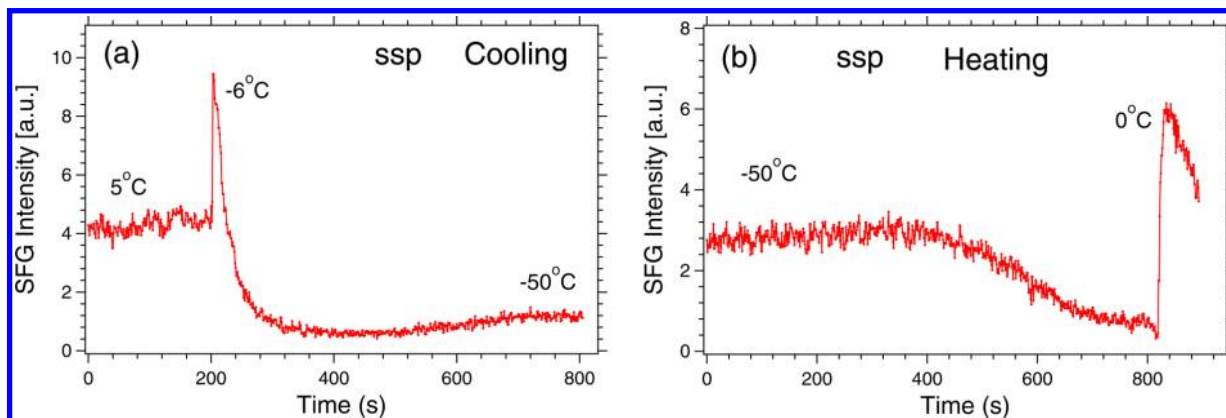 (a) ssp Cooling
10
8
6
4
2
0
SFG Intensity [a.u.]
-6°C
5°C
-50°C
0 200 400 600 800
Time (s)
(b) ssp Heating
8
6
4
2
0
SFG Intensity [a.u.]
0°C
-50°C
0 200 400 600 800
Time (s)